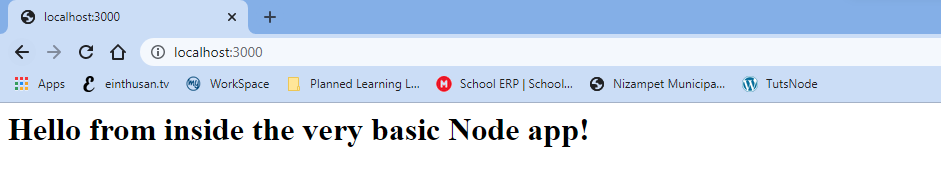 localhost:3000
localhost:3000
Apps einthusan.tv WorkSpace Planned Learning L... School ERP | School... Nizampet Municipa... TutsNode
Hello from inside the very basic Node app!